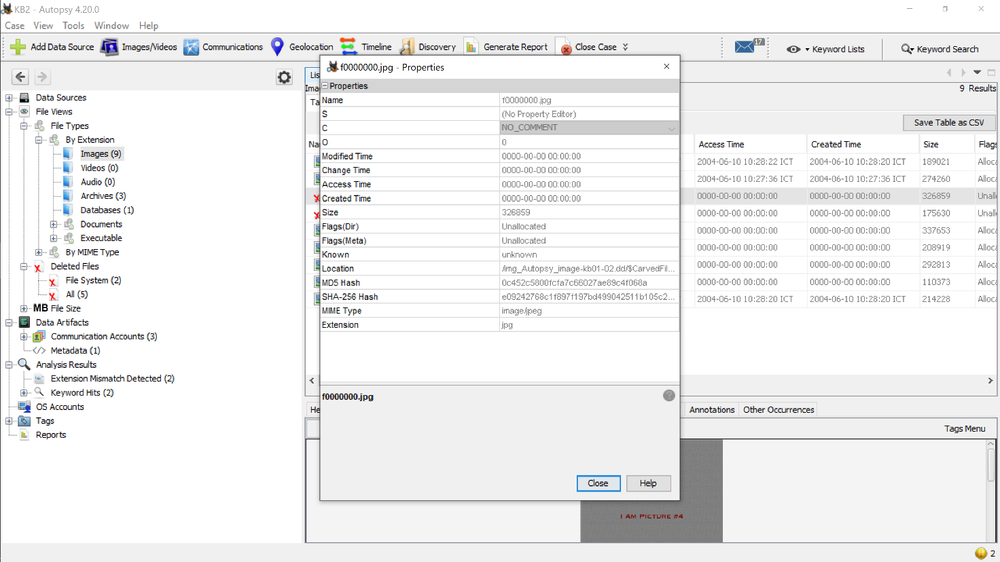 KB2 - Autopsy 4.20.0
Case View Tools Window Help
Add Data Source Images/Videos Communications Geolocation Timeline Discovery Generate Report Close Case 17 Keyword Lists Keyword Search
Data Sources
File Views
File Types
By Extension
Images (9)
Videos (0)
Audio (0)
Archives (3)
Databases (1)
Documents
Executable
By MIME Type
Deleted Files
File System (2)
All (5)
MB File Size
Data Artifacts
Communication Accounts (3)
Metadata (1)
Analysis Results
Extension Mismatch Detected (2)
Keyword Hits (2)
OS Accounts
Tags
Reports
f0000000.jpg - Properties
Properties
Name f0000000.jpg
S (No Property Editor)
C NO_COMMENT
O 0
Modified Time 0000-00-00 00:00:00
Change Time 0000-00-00 00:00:00
Access Time 0000-00-00 00:00:00
Created Time 0000-00-00 00:00:00
Size 326859
Flags(Dir) Unallocated
Flags(Meta) Unallocated
Known unknown
Location /img_Autopsy_image-kb01-02.dd/$CarvedFil...
MD5 Hash 0c452c5800fcfa7c66027ae89c4f068a
SHA-256 Hash e09242768c1f897f197bd499042511b105c2...
MIME Type image/jpeg
Extension jpg
f0000000.jpg
Close Help
Lis
Ima
Ta
Na
9 Results
Save Table as CSV
Access Time Created Time Size Flags
2004-06-10 10:28:22 ICT 2004-06-10 10:28:20 ICT 189021 Alloca
2004-06-10 10:27:36 ICT 2004-06-10 10:27:36 ICT 274260 Alloca
0000-00-00 00:00:00 0000-00-00 00:00:00 326859 Unall
0000-00-00 00:00:00 0000-00-00 00:00:00 175630 Unall
0000-00-00 00:00:00 0000-00-00 00:00:00 337653 Alloca
0000-00-00 00:00:00 0000-00-00 00:00:00 208919 Alloca
0000-00-00 00:00:00 0000-00-00 00:00:00 292813 Alloca
0000-00-00 00:00:00 0000-00-00 00:00:00 110373 Alloca
2004-06-10 10:28:20 ICT 2004-06-10 10:28:20 ICT 214228 Alloca
He
Annotations Other Occurrences
Tags Menu
I AM PICTURE #4
2